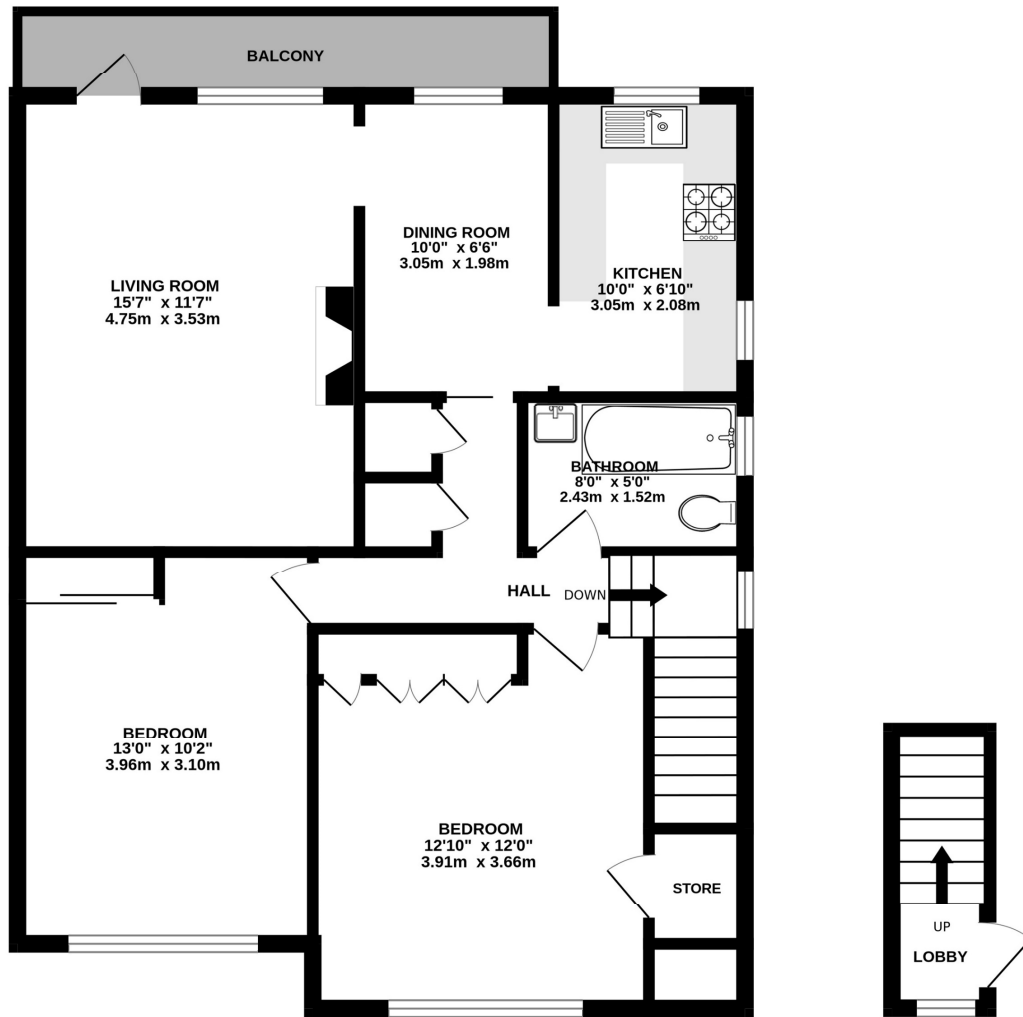 BALCONY
DINING ROOM
10'0" x 6'6"
3.05m x 1.98m
KITCHEN
10'0" x 6'10"
3.05m x 2.08m
LIVING ROOM
15'7" x 11'7"
4.75m x 3.53m
BATHROOM
8'0" x 5'0"
2.43m x 1.52m
HALL
DOWN
BEDROOM
13'0" x 10'2"
3.96m x 3.10m
BEDROOM
12'10" x 12'0"
3.91m x 3.66m
STORE
UP
LOBBY